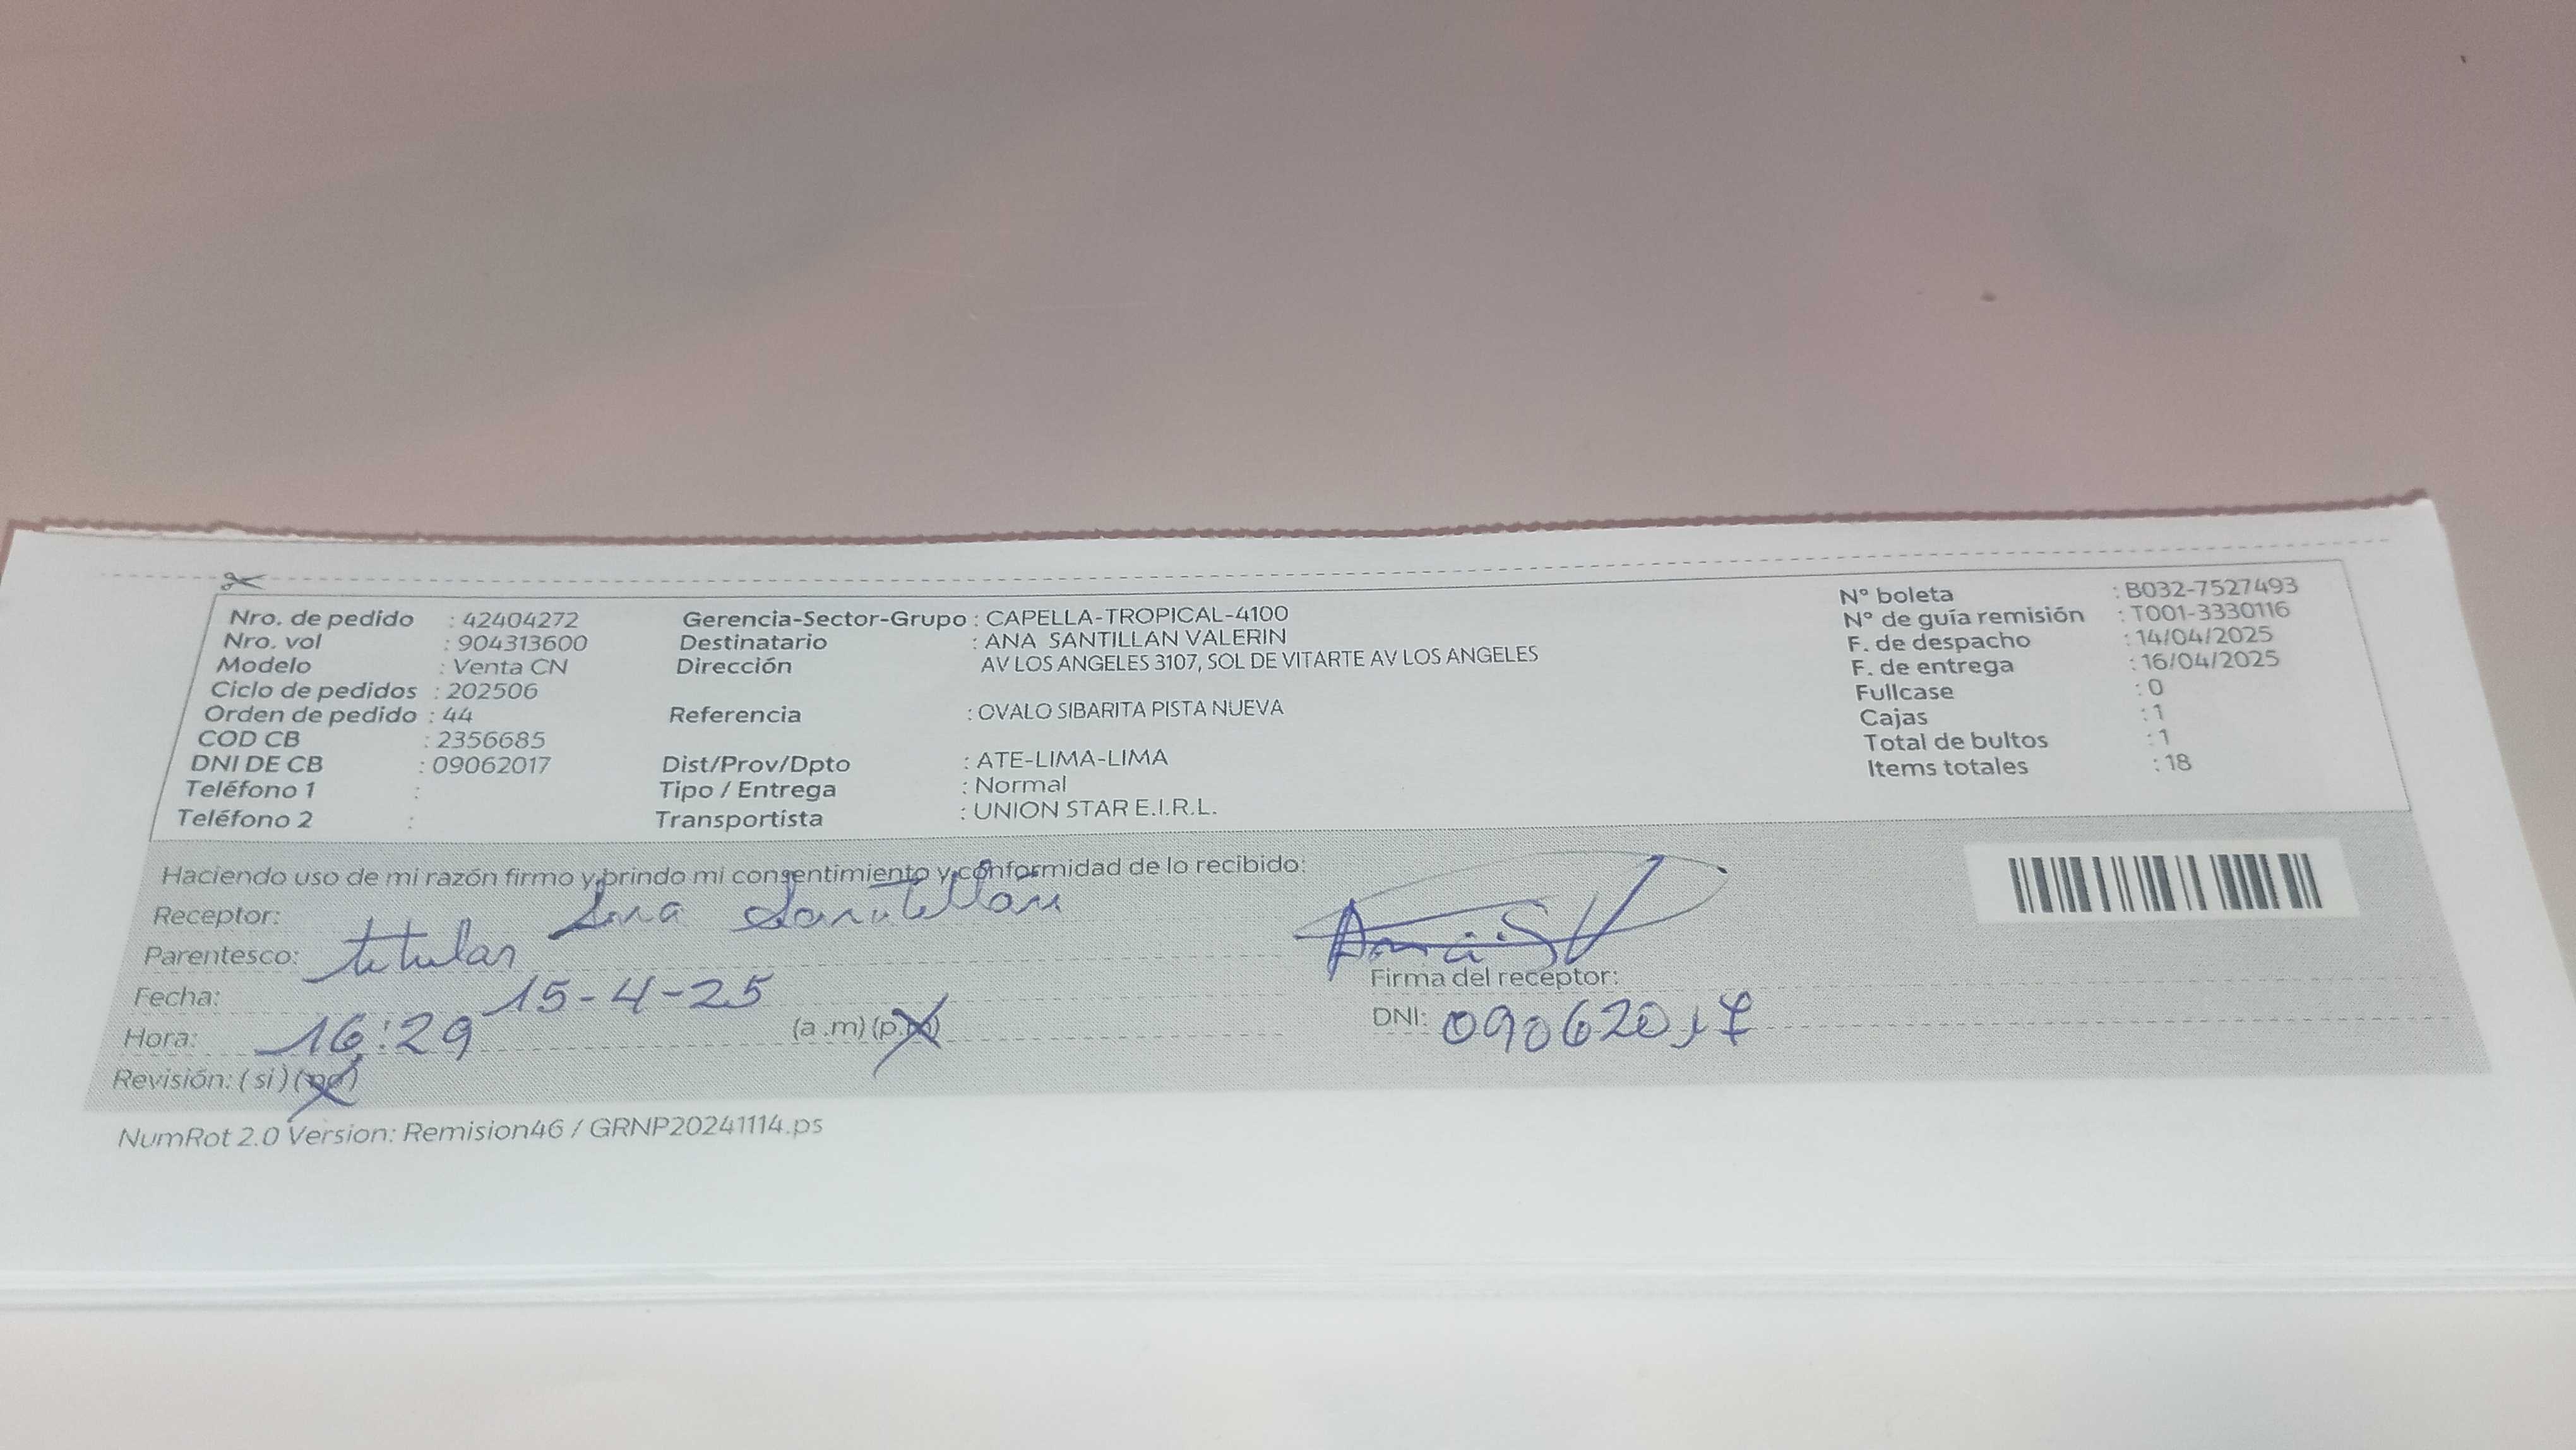 Nro. de pedido : 42404272
Nro. vol : 904313600
Modelo : Venta CN
Ciclo de pedidos : 202506
Orden de pedido : 44
COD CB : 2356685
DNI DE CB : 09062017
Teléfono 1 :
Teléfono 2 :
Gerencia-Sector-Grupo : CAPELLA-TROPICAL-4100
Destinatario : ANA SANTILLAN VALERIN
Dirección AV LOS ANGELES 3107, SOL DE VITARTE AV LOS ANGELES
Referencia : OVALO SIBARITA PISTA NUEVA
Dist/Prov/Dpto : ATE-LIMA-LIMA
Tipo / Entrega : Normal
Transportista : UNION STAR E.I.R.L.
N° boleta : B032-7527493
N° de guía remisión : T001-3330116
F. de despacho : 14/04/2025
F. de entrega : 16/04/2025
Fullcase : 0
Cajas : 1
Total de bultos : 1
Items totales : 18
Haciendo uso de mi razón firmo y brindo mi consentimiento y conformidad de lo recibido:
Receptor: Ana Santillan
Parentesco: titular
Fecha: 15-4-25
Hora: 16:29 (a.m) (p.m)
Revisión: (si) (no)
Firma del receptor:
DNI: 09062017
NumRot 2.0 Version: Remision46 / GRNP20241114.ps